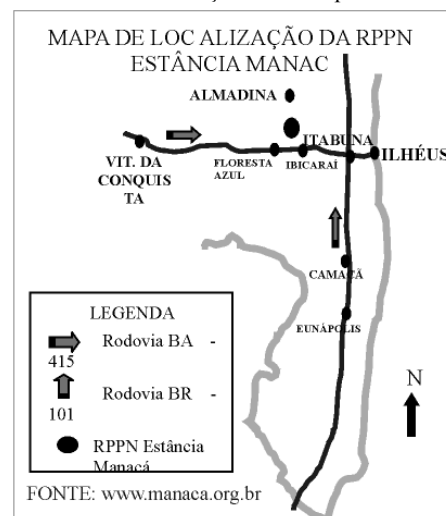 MAPA DE LOC ALIZAÇÃO DA RPPN
ESTÂNCIA MANAC
ALMADINA
ITABUNA
ILHÉUS
VIT. DA
CONQUIS
TA
FLORESTA
AZUL
IBICARAÍ
CAMACÃ
EUNÁPOLIS
LEGENDA
Rodovia BA -
415
Rodovia BR -
101
RPPN Estância
Manacá
N
FONTE: www.manaca.org.br